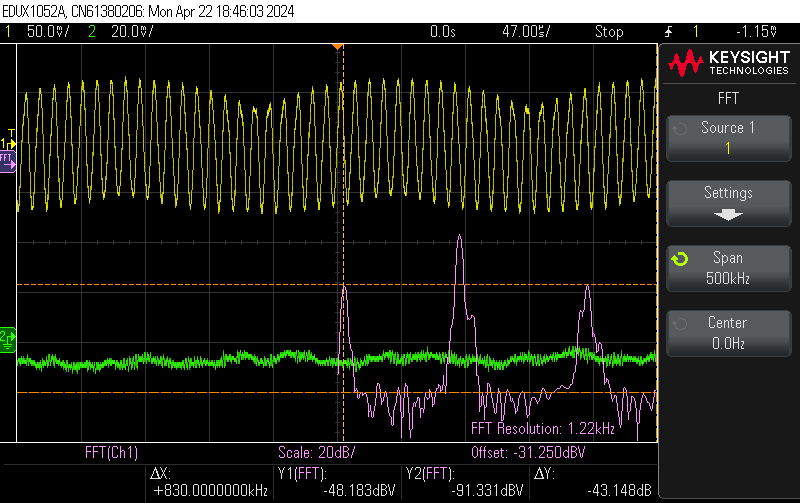 EDUX1052A, CN61380206: Mon Apr 22 18:46:03 2024
1 50.0V/ 2 20.0V/ 0.0s 47.00s/ Stop 1 -1.15V
KEYSIGHT
TECHNOLOGIES
FFT
Source 1
1
Settings
Span
500kHz
Center
0.0Hz
T
1
FFT
2
FFT Resolution: 1.22kHz
FFT(Ch1) Scale: 20dB/ Offset: -31.250dBV
ΔX: Y1(FFT): Y2(FFT): ΔY:
+830.0000000kHz -48.183dBV -91.331dBV -43.148dB